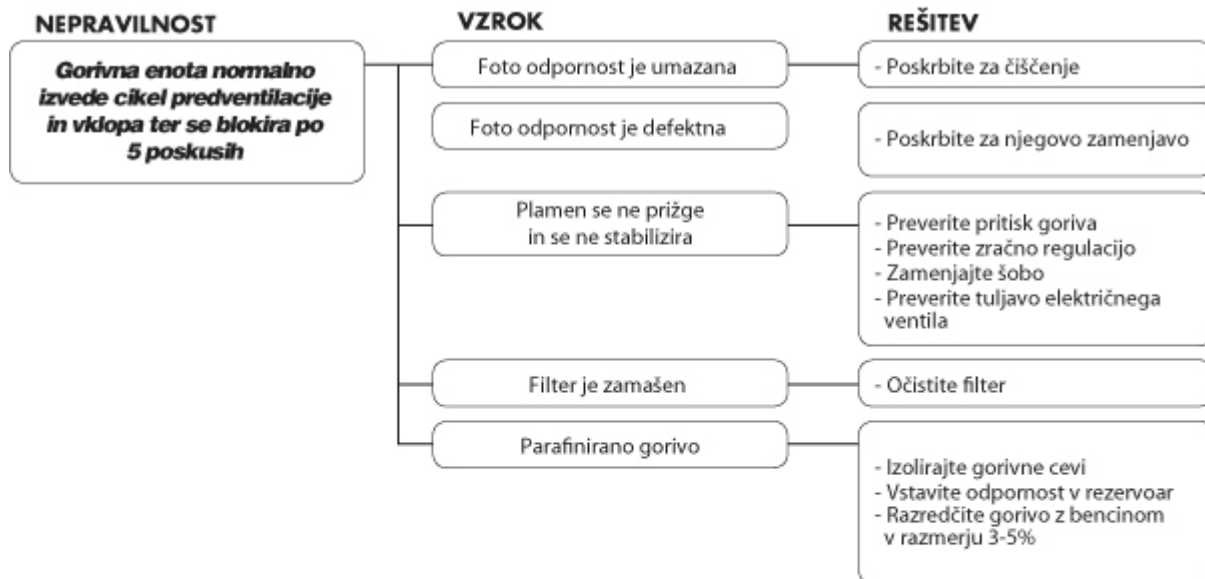 NEPRAVILNOST
VZROK
REŠITEV
Gorivna enota normalno
izvede cikel predventilacije
in vklopa ter se blokira po
5 poskusih
Foto odpornost je umazana
- Poskrbite za čiščenje
Foto odpornost je defektna
- Poskrbite za njegovo zamenjavo
Plamen se ne prižge
in se ne stabilizira
- Preverite pritisk goriva
- Preverite zračno regulacijo
- Zamenjajte šobo
- Preverite tuljavo električnega
ventila
Filter je zamašen
- Očistite filter
Parafinirano gorivo
- Izolirajte gorivne cevi
- Vstavite odpornost v rezervoar
- Razredčite gorivo z bencinom
v razmerju 3-5%